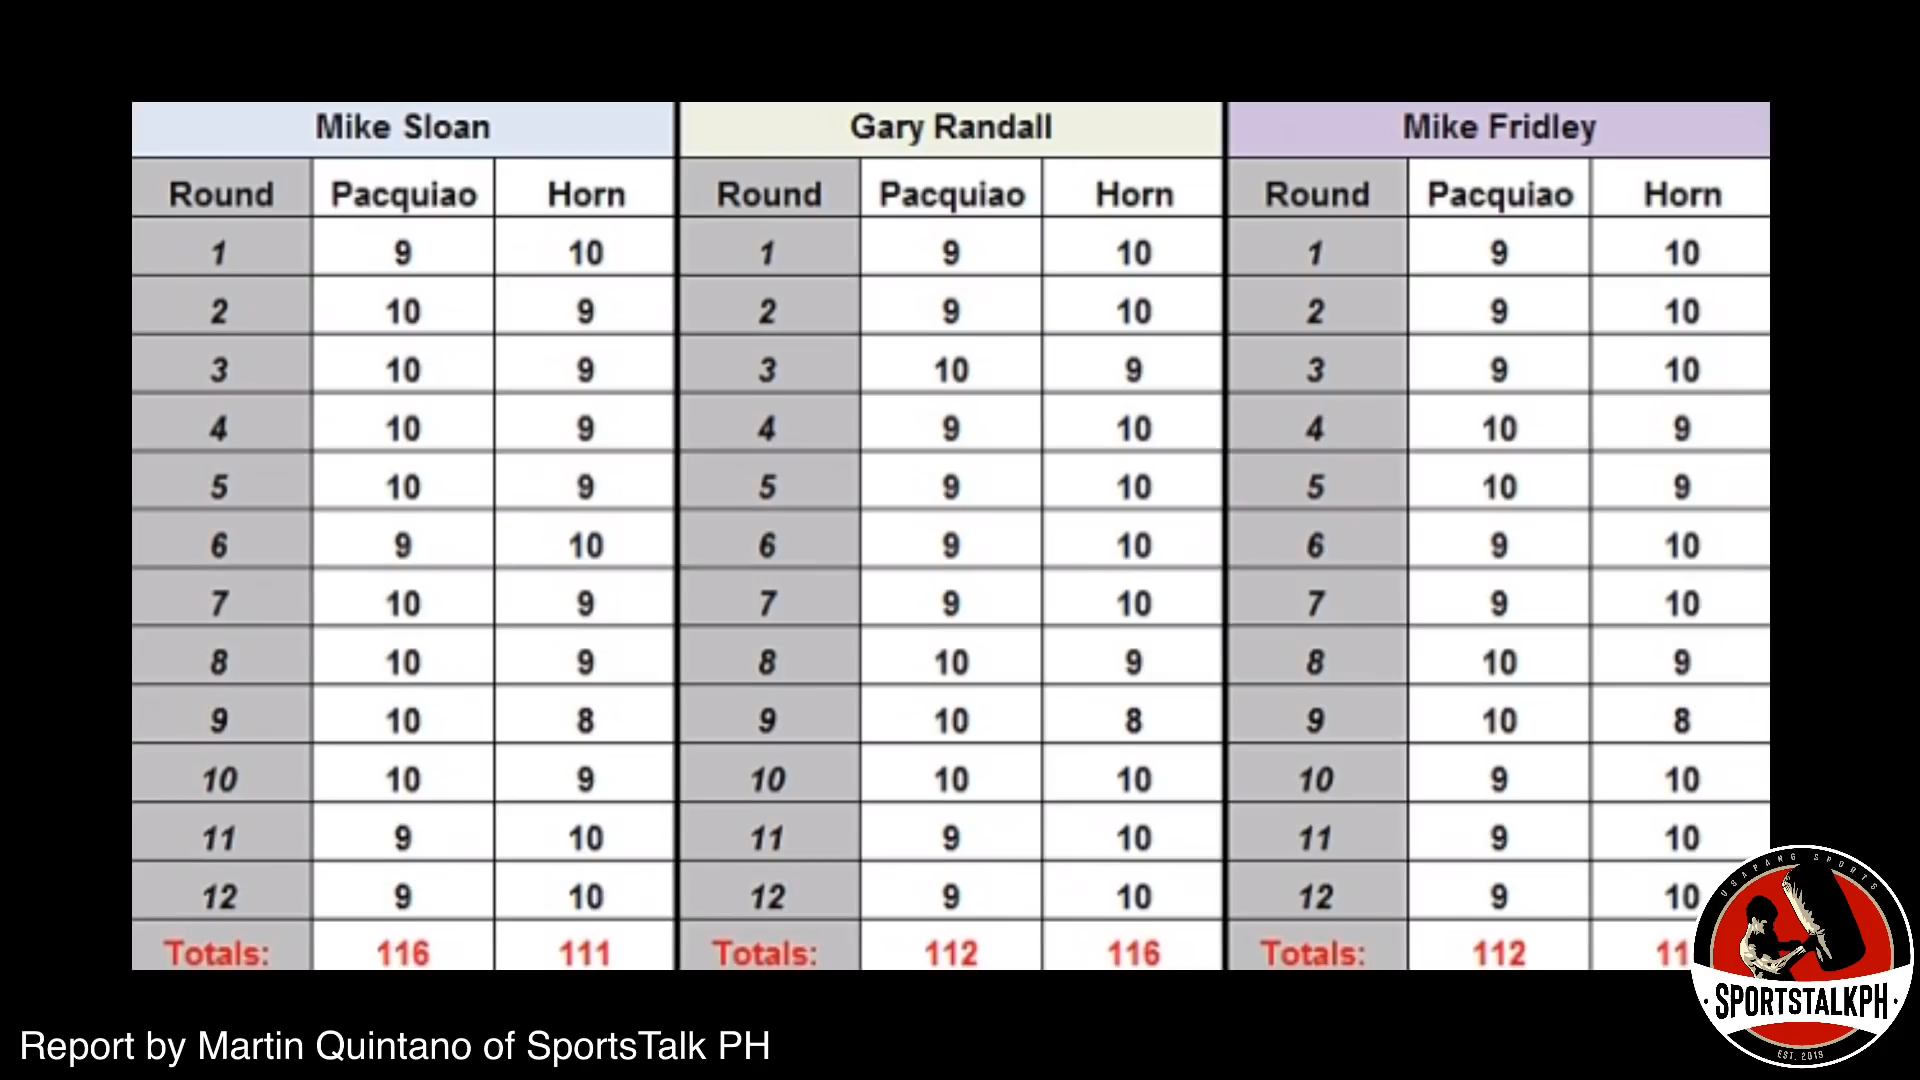 Mike Sloan Gary Randall Mike Fridley
Round Pacquiao Horn Round Pacquiao Horn Round Pacquiao Horn
1 9 10 1 9 10 1 9 10
2 10 9 2 9 10 2 9 10
3 10 9 3 10 9 3 9 10
4 10 9 4 9 10 4 10 9
5 10 9 5 9 10 5 10 9
6 9 10 6 9 10 6 9 10
7 10 9 7 9 10 7 9 10
8 10 9 8 10 9 8 10 9
9 10 8 9 10 8 9 10 8
10 10 9 10 10 10 10 9 10
11 9 10 11 9 10 11 9 10
12 9 10 12 9 10 12 9 10
Totals: 116 111 Totals: 112 116 Totals: 112
USAPANG SPORTS
·SPORTSTALKPH·
EST. 2019
Report by Martin Quintano of SportsTalk PH